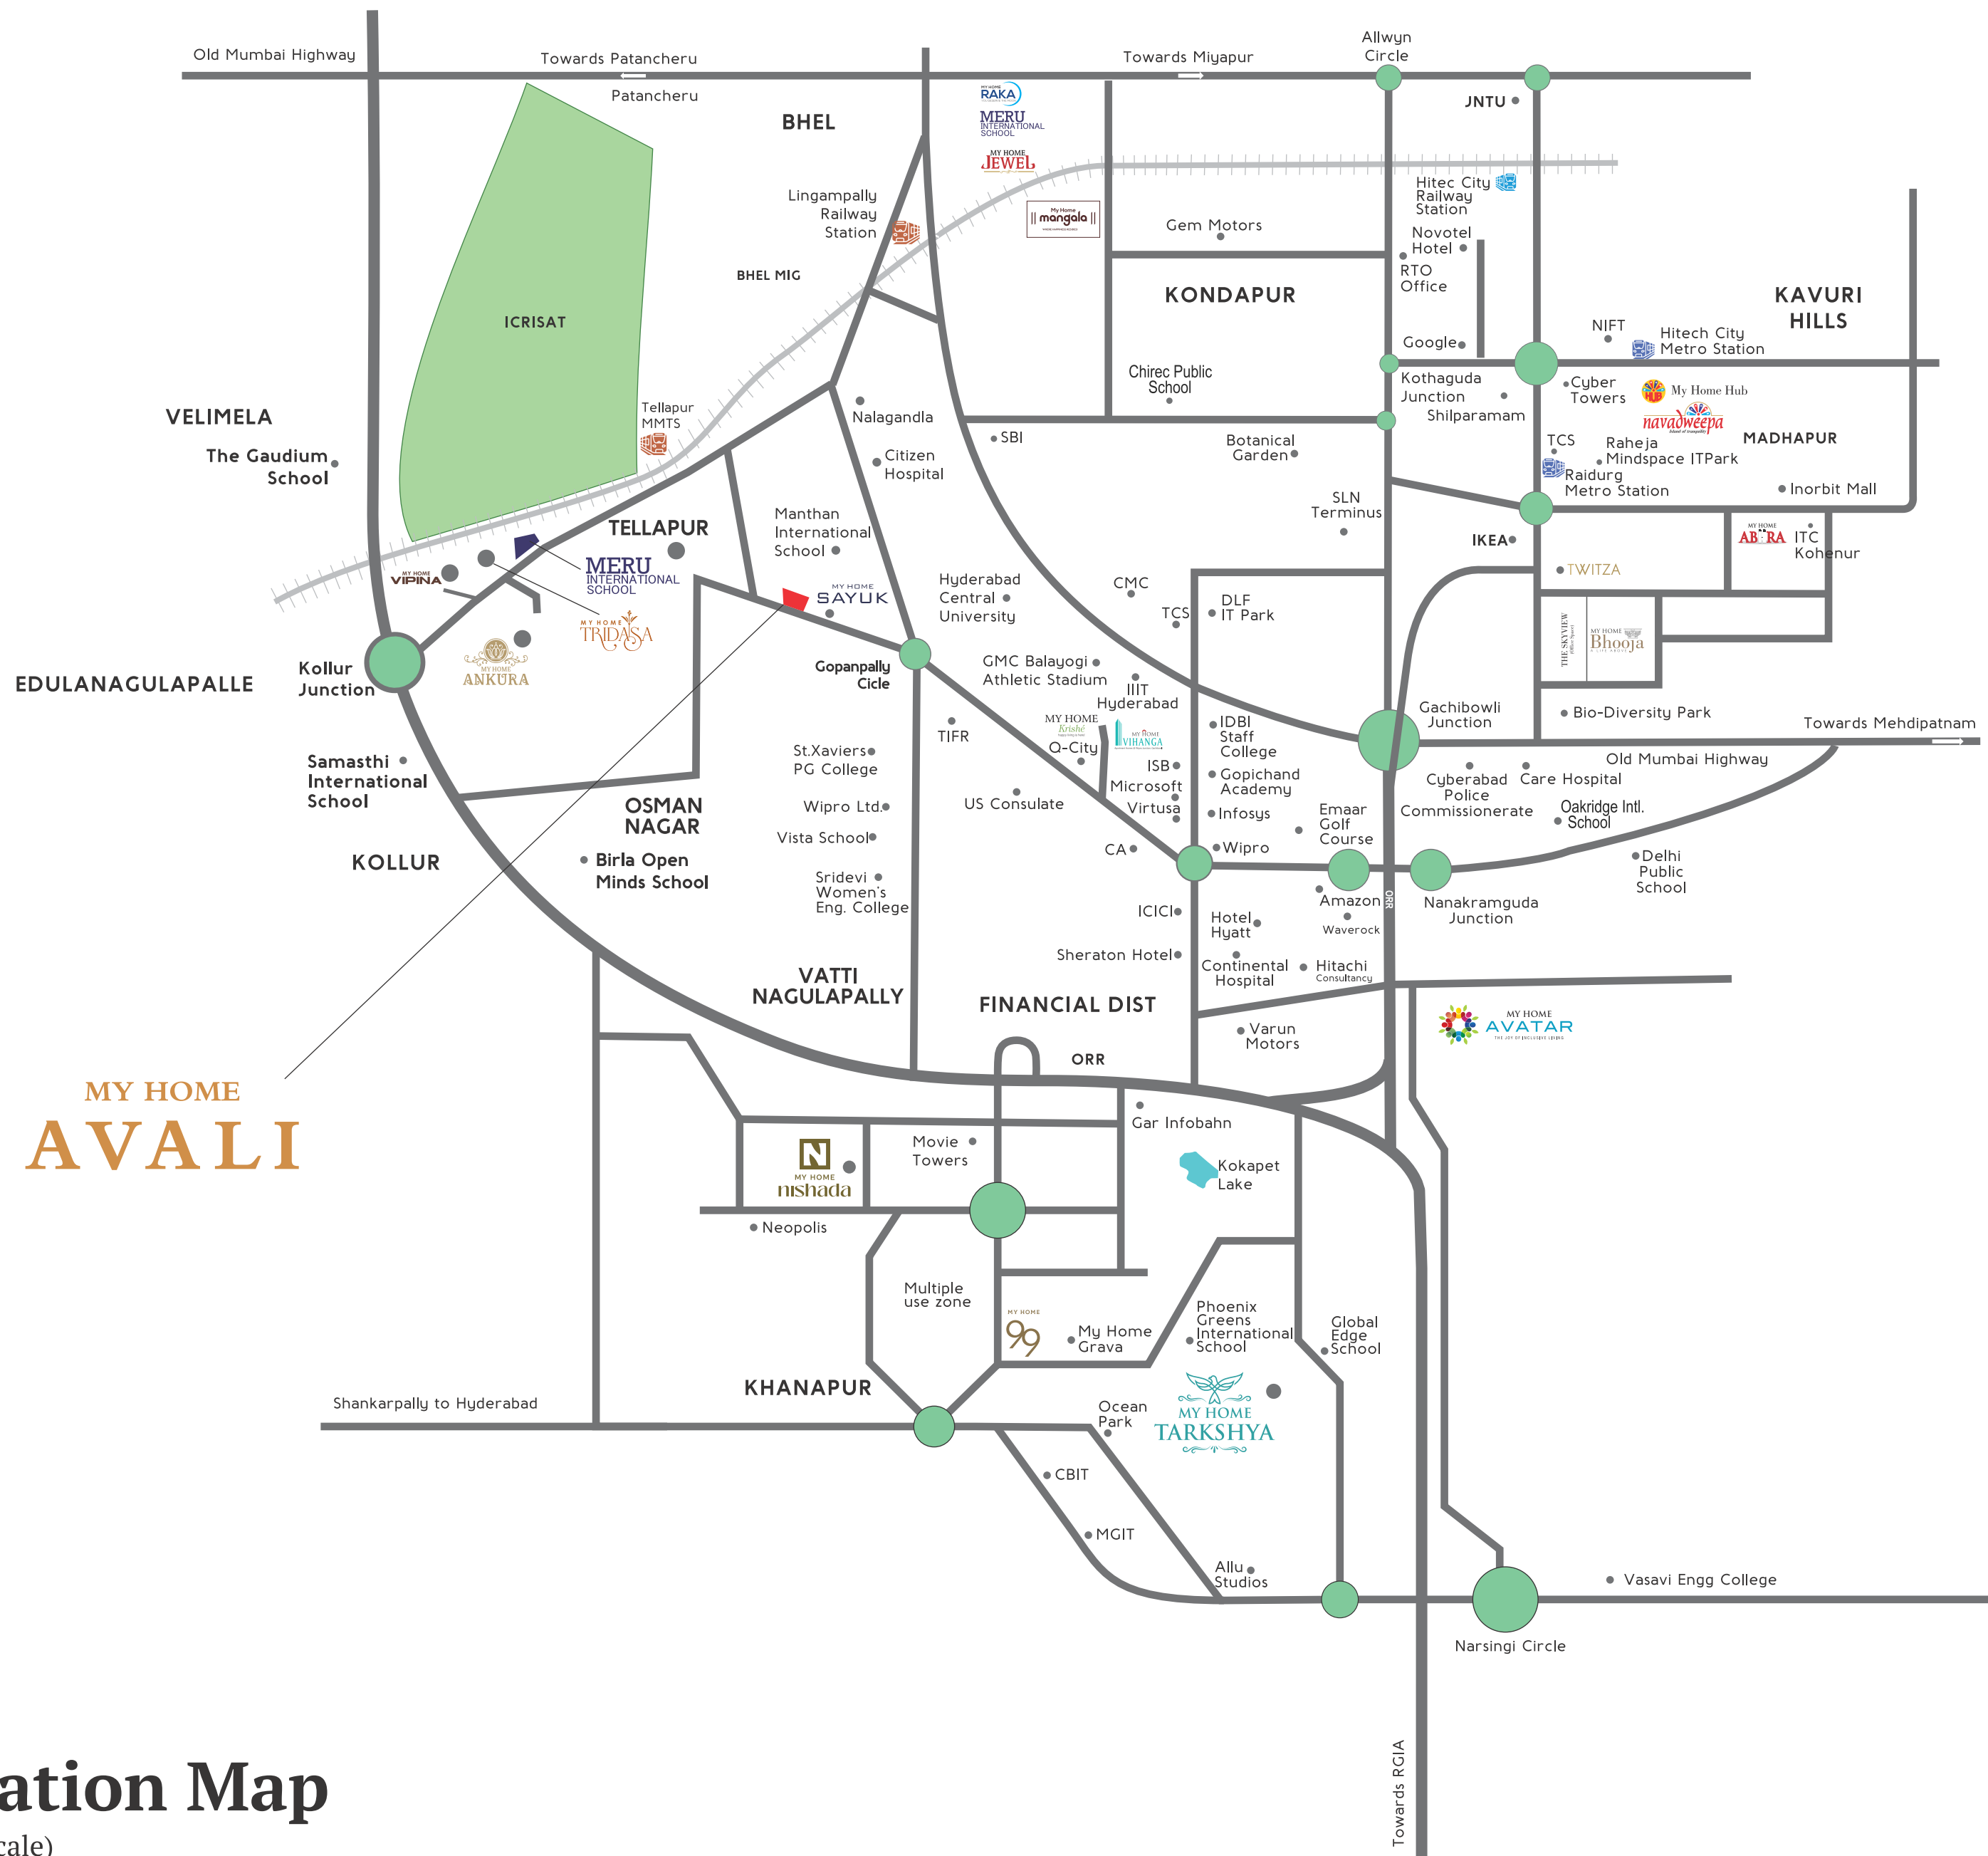 Old Mumbai Highway
Towards Patancheru
Patancheru
Towards Miyapur
Allwyn
Circle
JNTU
BHEL
MY HOME
RAKA
MERU
INTERNATIONAL
SCHOOL
MY HOME
JEWEL
Lingampally
Railway
Station
My Home
mangala
Gem Motors
Hitec City
Railway
Station
Novotel
Hotel
RTO
Office
BHEL MIG
KONDAPUR
KAVURI
HILLS
ICRISAT
NIFT
Hitech City
Metro Station
Google
Chirec Public
School
Kothaguda
Junction
Shilparamam
Cyber
Towers
HUB
My Home Hub
navadweepa
MADHAPUR
VELIMELA
Tellapur
MMTS
Nalagandla
SBI
Botanical
Garden
TCS
Raheja
Mindspace ITPark
Raidurg
Metro Station
Inorbit Mall
The Gaudium
School
Citizen
Hospital
SLN
Terminus
TELLAPUR
Manthan
International
School
IKEA
MY HOME
ABRA
ITC
Kohenur
MY HOME
VIPINA
MERU
INTERNATIONAL
SCHOOL
MY HOME
SAYUK
Hyderabad
Central
University
CMC
TCS
DLF
IT Park
TWITZA
MY HOME
TRIDASA
THE SKYVIEW
MY HOME
Bhooja
MY HOME
ANKURA
Kollur
Junction
EDULANAGULAPALLE
Gopanpally
Cicle
GMC Balayogi
Athletic Stadium
IIIT
Hyderabad
MY HOME
Krishé
MY HOME
VIHANGA
Q-City
TIFR
IDBI
Staff
College
Gachibowli
Junction
Bio-Diversity Park
Towards Mehdipatnam
Old Mumbai Highway
Samasthi
International
School
St.Xaviers
PG College
ISB
Microsoft
Virtusa
Gopichand
Academy
Infosys
Cyberabad
Police
Commissionerate
Care Hospital
Oakridge Intl.
School
OSMAN
NAGAR
Wipro Ltd.
US Consulate
Emaar
Golf
Course
Vista School
CA
Wipro
KOLLUR
Birla Open
Minds School
Sridevi
Women's
Eng. College
Delhi
Public
School
Amazon
Waverock
ORR
Nanakramguda
Junction
ICICI
Hotel
Hyatt
Sheraton Hotel
Continental
Hospital
Hitachi
Consultancy
VATTI
NAGULAPALLY
FINANCIAL DIST
Varun
Motors
MY HOME
AVATAR
THE JOY OF INCLUSIVE LIVING
ORR
MY HOME
AVALI
Gar Infobahn
Movie
Towers
N
MY HOME
nishada
Kokapet
Lake
Neopolis
Multiple
use zone
MY HOME
99
My Home
Grava
Phoenix
Greens
International
School
Global
Edge
School
KHANAPUR
Shankarpally to Hyderabad
Ocean
Park
MY HOME
TARKSHYA
CBIT
MGIT
Allu
Studios
Vasavi Engg College
Narsingi Circle
Towards RGIA
ation Map
cale)